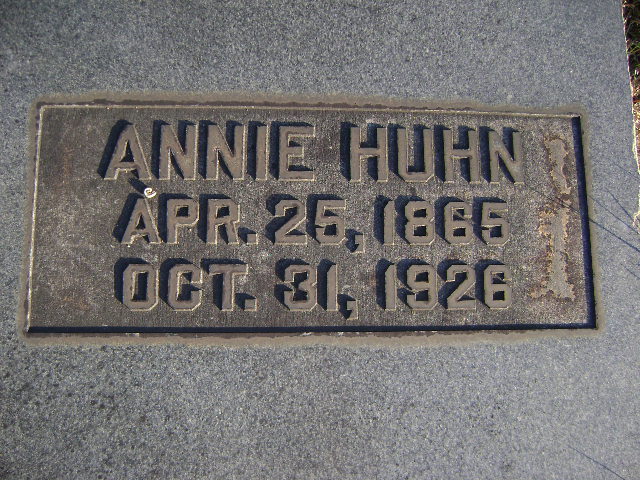 ANNIE HUHN
APR. 25, 1865
OCT. 31, 1926